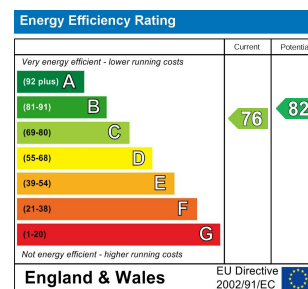 Energy Efficiency Rating
Current
Potentia
Very energy efficient - lower running costs
(92 plus) A
(81-91) B
(69-80) C
(55-68) D
(39-54) E
(21-38) F
(1-20) G
76
82
Not energy efficient - higher running costs
England & Wales
EU Directive
2002/91/EC